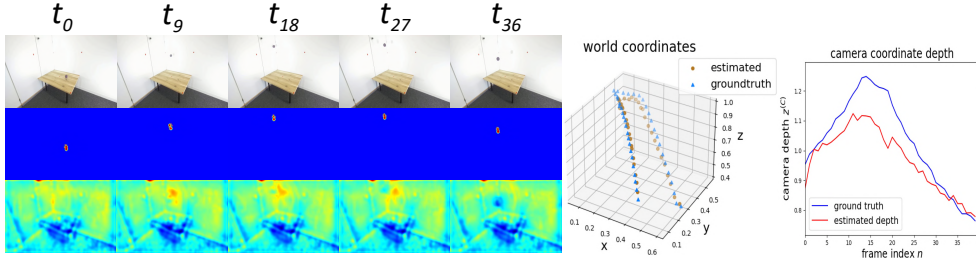 t0 t9 t18 t27 t36
world coordinates
estimated
groundtruth
1.0
0.9
0.8
0.7
0.6
0.5
0.4
z
0.1 0.2 0.3 0.4 0.5 0.6
x
0.1 0.2 0.3 0.4 0.5
y
camera coordinate depth
camera depth z(C)
1.2
1.1
1.0
0.9
0.8
ground truth
estimated depth
0 5 10 15 20 25 30 35
frame index n